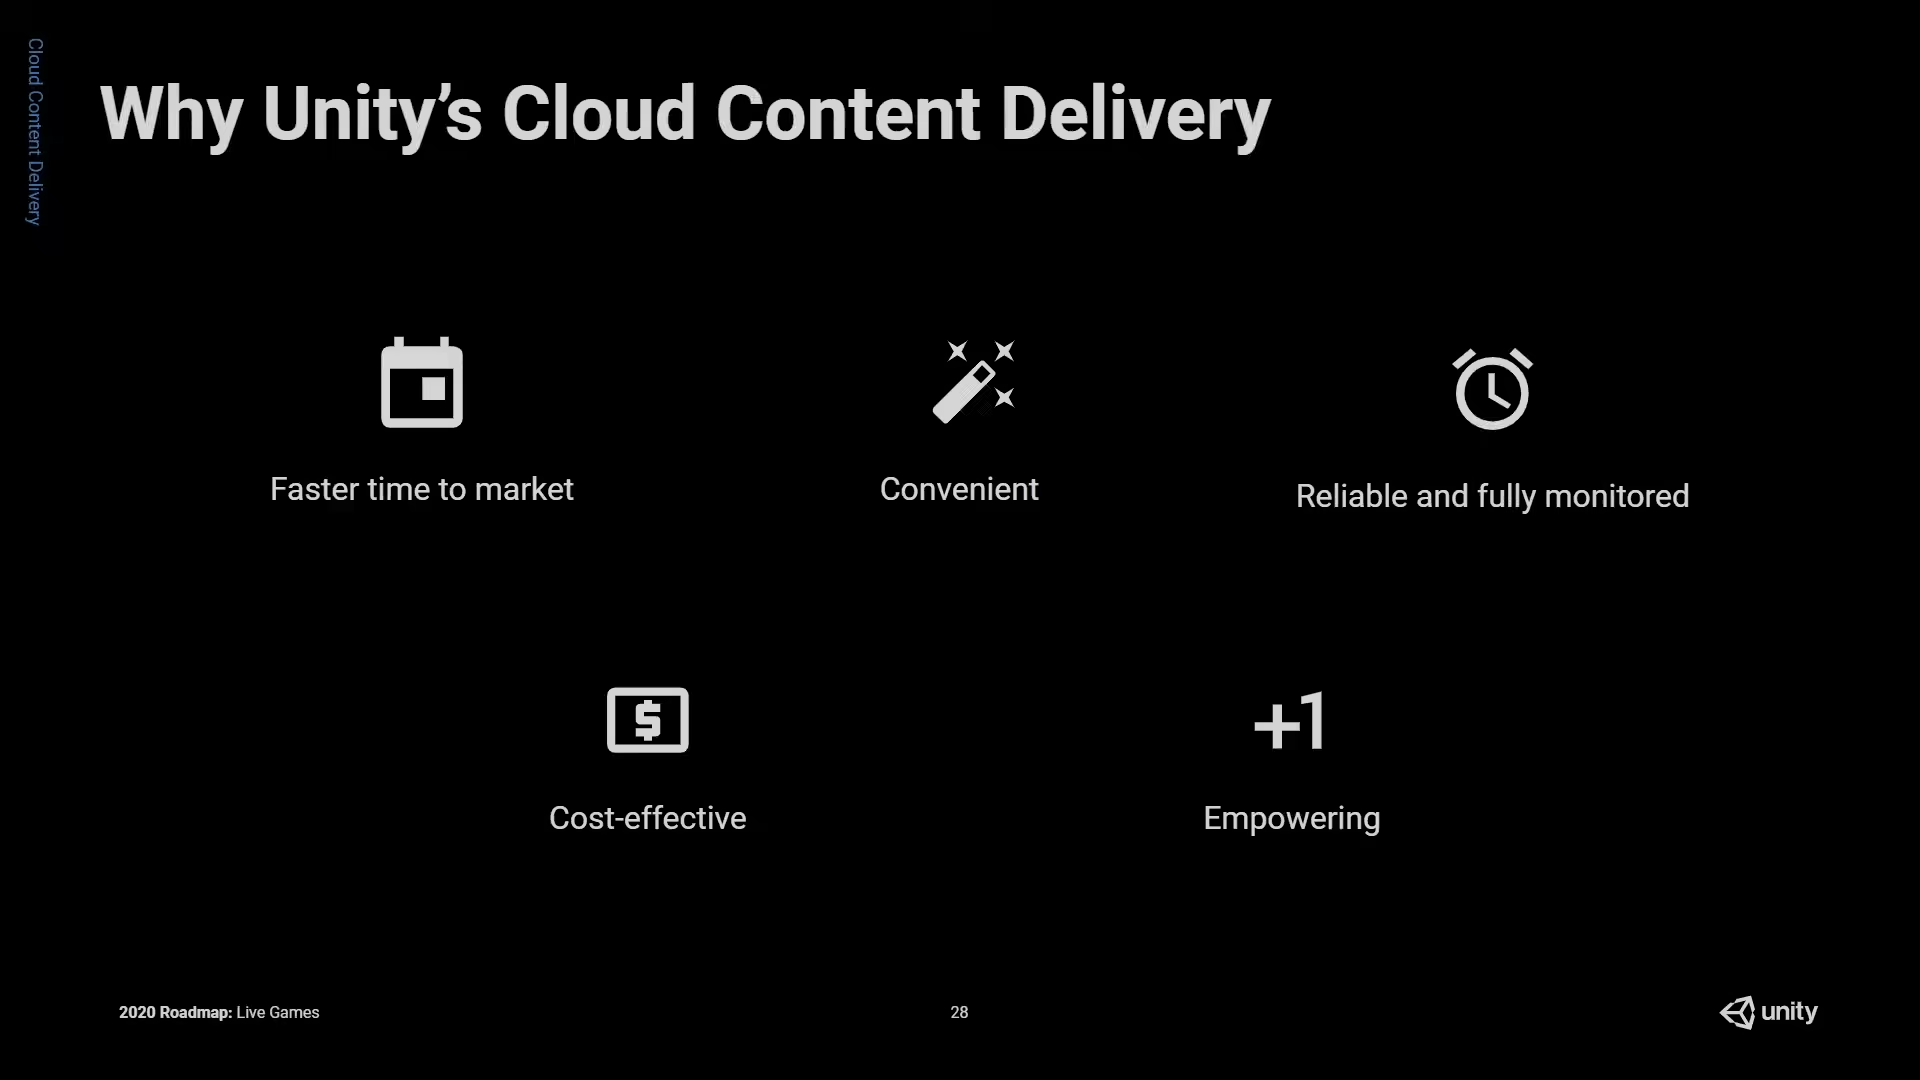 Cloud Content Delivery
Why Unity’s Cloud Content Delivery
Faster time to market
Convenient
Reliable and fully monitored
$
Cost-effective
+1
Empowering
2020 Roadmap: Live Games
28
unity